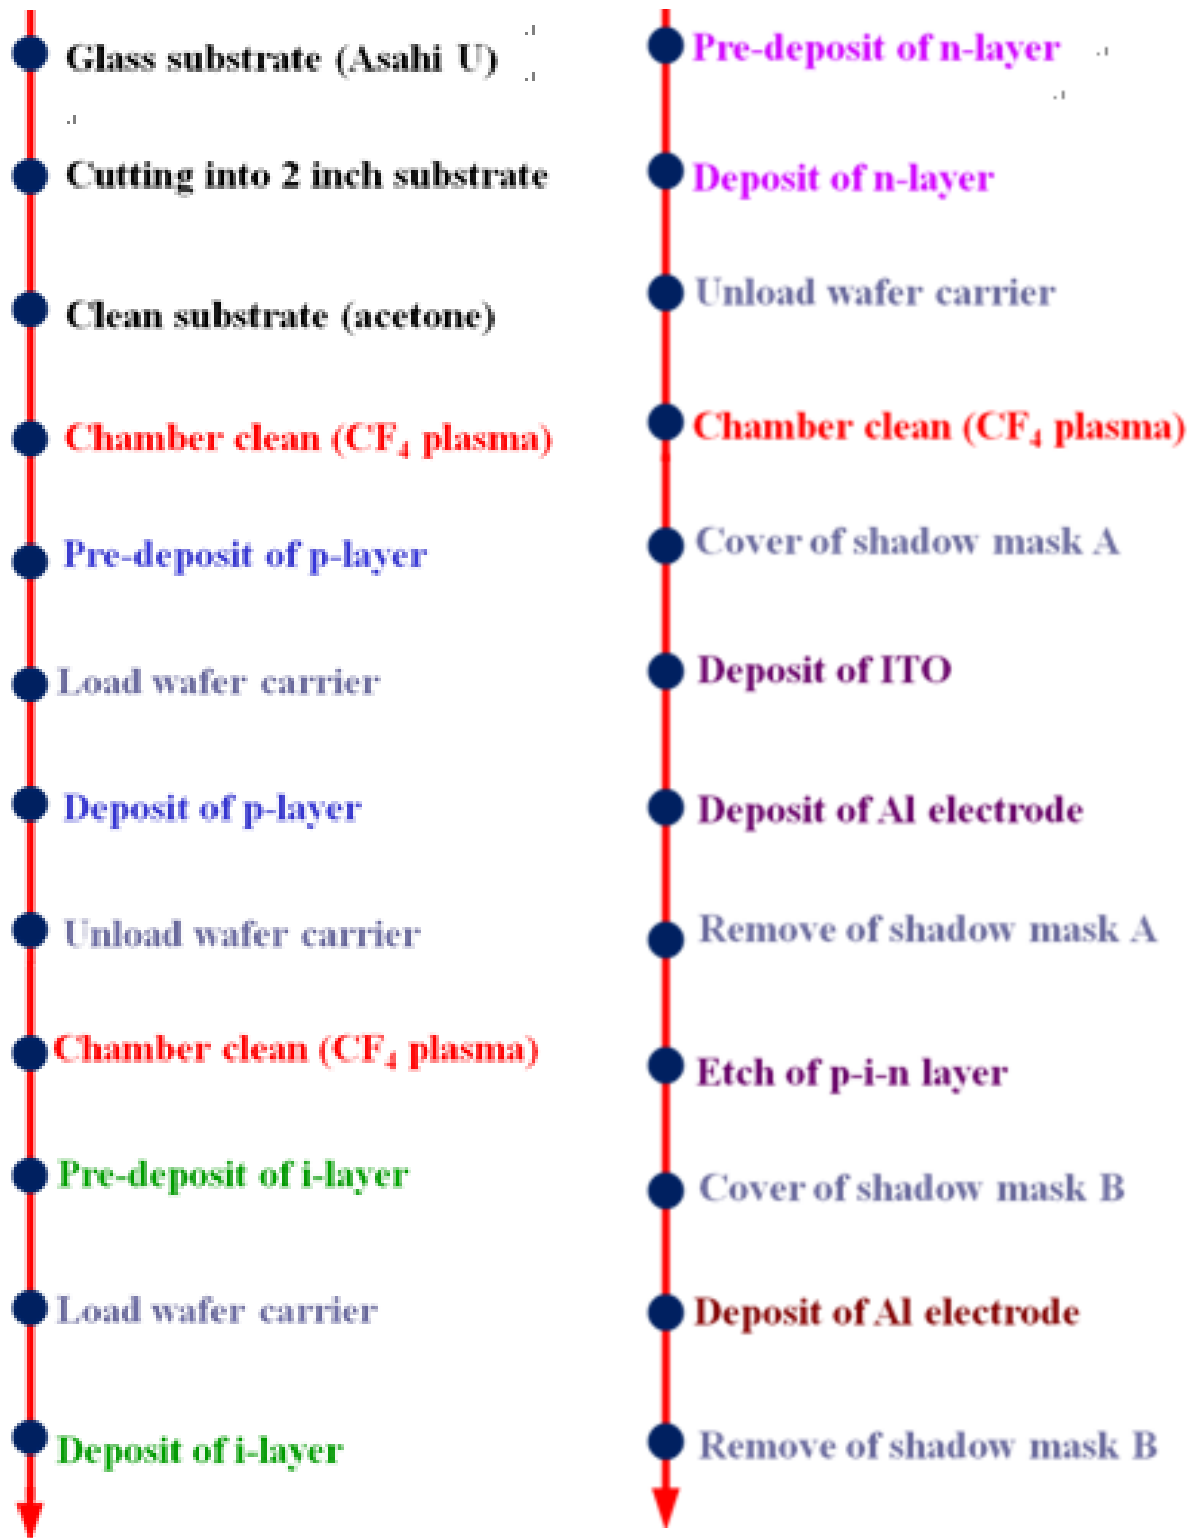 Glass substrate (Asahi U)
Cutting into 2 inch substrate
Clean substrate (acetone)
Chamber clean (CF₄ plasma)
Pre-deposit of p-layer
Load wafer carrier
Deposit of p-layer
Unload wafer carrier
Chamber clean (CF₄ plasma)
Pre-deposit of i-layer
Load wafer carrier
Deposit of i-layer
Pre-deposit of n-layer
Deposit of n-layer
Unload wafer carrier
Chamber clean (CF₄ plasma)
Cover of shadow mask A
Deposit of ITO
Deposit of Al electrode
Remove of shadow mask A
Etch of p-i-n layer
Cover of shadow mask B
Deposit of Al electrode
Remove of shadow mask B